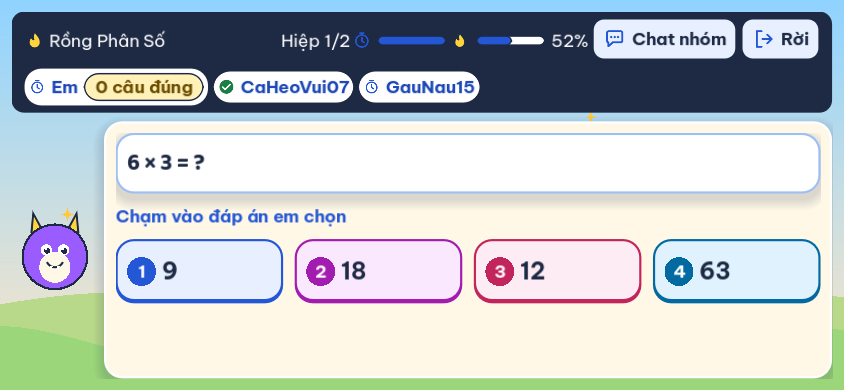 Rồng Phân Số
Hiệp 1/2
52%
Chat nhóm
Rời
Em 0 câu đúng
CaHeoVui07
GauNau15
6 × 3 = ?
Chạm vào đáp án em chọn
1 9
2 18
3 12
4 63